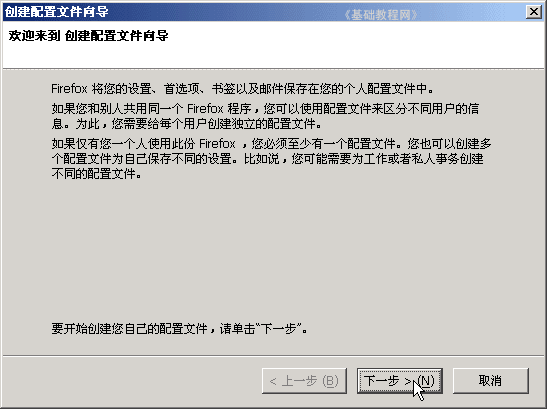 创建配置文件向导
《基础教程网》
欢迎来到 创建配置文件向导
Firefox 将您的设置、首选项、书签以及邮件保存在您的个人配置文件中。
如果您和别人共用同一个 Firefox 程序，您可以使用配置文件来区分不同用户的信
息。为此，您需要给每个用户创建独立的配置文件。
如果仅有您一个人使用此份 Firefox ，您必须至少有一个配置文件。您也可以创建多
个配置文件为自己保存不同的设置。比如说，您可能需要为工作或者私人事务创建
不同的配置文件。
要开始创建您自己的配置文件，请单击“下一步”。
< 上一步 (B)
下一步 > (N)
取消